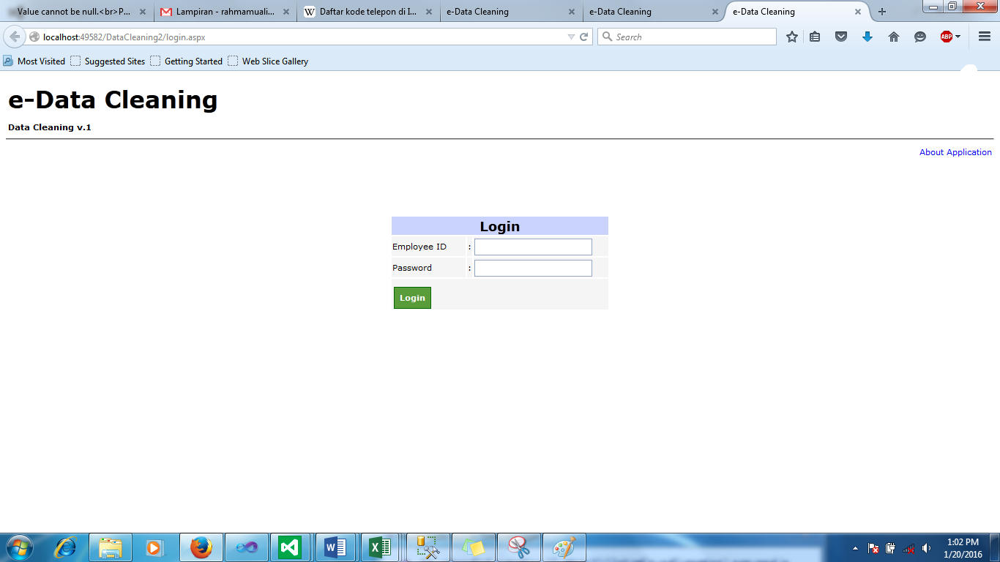 Value cannot be null.<br>P...
Lampiran - rahmamuali...
Daftar kode telepon di I...
e-Data Cleaning
e-Data Cleaning
e-Data Cleaning
localhost:49582/DataCleaning2/login.aspx
Search
ABP
Most Visited
Suggested Sites
Getting Started
Web Slice Gallery
e-Data Cleaning
Data Cleaning v.1
About Application
Login
Employee ID :
Password :
Login
1:02 PM
1/20/2016